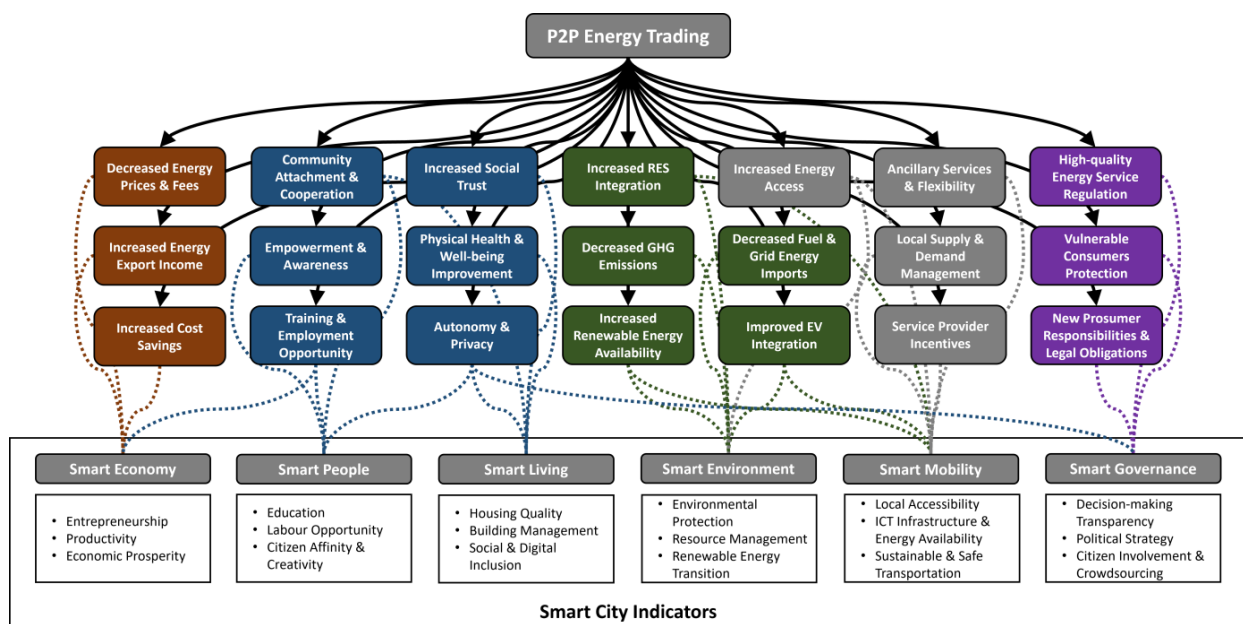 P2P Energy Trading
Decreased Energy
Prices & Fees
Community
Attachment &
Cooperation
Increased Social
Trust
Increased RES
Integration
Increased Energy
Access
Ancillary Services
& Flexibility
High-quality
Energy Service
Regulation
Increased Energy
Export Income
Empowerment &
Awareness
Physical Health &
Well-being
Improvement
Decreased GHG
Emissions
Decreased Fuel &
Grid Energy
Imports
Local Supply &
Demand
Management
Vulnerable
Consumers
Protection
Increased Cost
Savings
Training &
Employment
Opportunity
Autonomy &
Privacy
Increased
Renewable Energy
Availability
Improved EV
Integration
Service Provider
Incentives
New Prosumer
Responsibilities &
Legal Obligations
Smart Economy
Smart People
Smart Living
Smart Environment
Smart Mobility
Smart Governance
• Entrepreneurship
• Productivity
• Economic Prosperity
• Education
• Labour Opportunity
• Citizen Affinity &
Creativity
• Housing Quality
• Building Management
• Social & Digital
Inclusion
• Environmental
Protection
• Resource Management
• Renewable Energy
Transition
• Local Accessibility
• ICT Infrastructure &
Energy Availability
• Sustainable & Safe
Transportation
• Decision-making
Transparency
• Political Strategy
• Citizen Involvement &
Crowdsourcing
Smart City Indicators